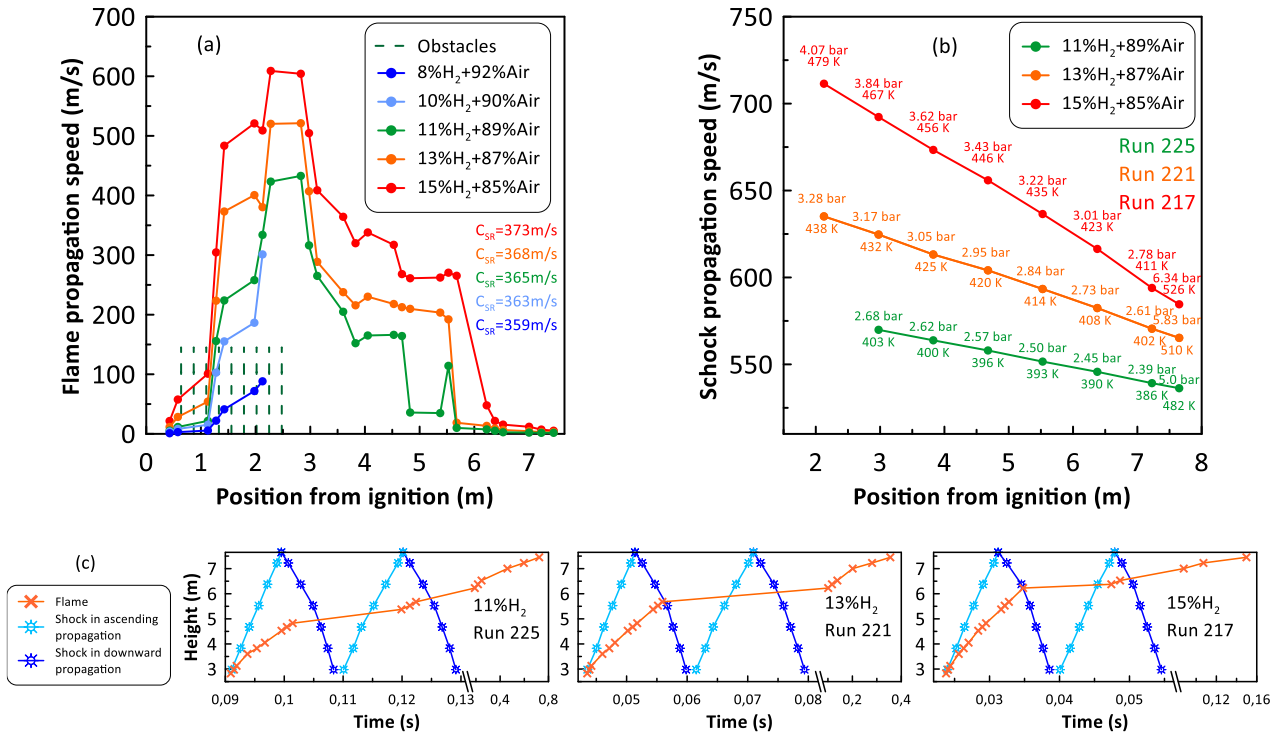 700
600
500
400
300
200
100
0
Flame propagation speed (m/s)
(a)
Obstacles
8%H2+92%Air
10%H2+90%Air
11%H2+89%Air
13%H2+87%Air
15%H2+85%Air
CSR=373m/s
CSR=368m/s
CSR=365m/s
CSR=363m/s
CSR=359m/s
0 1 2 3 4 5 6 7
Position from ignition (m)
750
700
650
600
550
Schock propagation speed (m/s)
(b)
11%H2+89%Air
13%H2+87%Air
15%H2+85%Air
Run 225
Run 221
Run 217
4.07 bar
479 K
3.84 bar
467 K
3.62 bar
456 K
3.43 bar
446 K
3.22 bar
435 K
3.01 bar
423 K
2.78 bar
411 K
6.34 bar
526 K
3.28 bar
438 K
3.17 bar
432 K
3.05 bar
425 K
2.95 bar
420 K
2.84 bar
414 K
2.73 bar
408 K
2.61 bar
402 K
5.83 bar
510 K
2.68 bar
403 K
2.62 bar
400 K
2.57 bar
396 K
2.50 bar
393 K
2.45 bar
390 K
2.39 bar
386 K
5.0 bar
482 K
2 3 4 5 6 7 8
Position from ignition (m)
(c)
Flame
Shock in ascending
propagation
Shock in downward
propagation
Height (m)
7
6
5
4
3
11%H2
Run 225
0,09 0,1 0,11 0,12 0,13 0,4 0,8
Time (s)
7
6
5
4
3
13%H2
Run 221
0,05 0,06 0,07 0,08 0,2 0,4
Time (s)
7
6
5
4
3
15%H2
Run 217
0,03 0,04 0,05 0,12 0,16
Time (s)